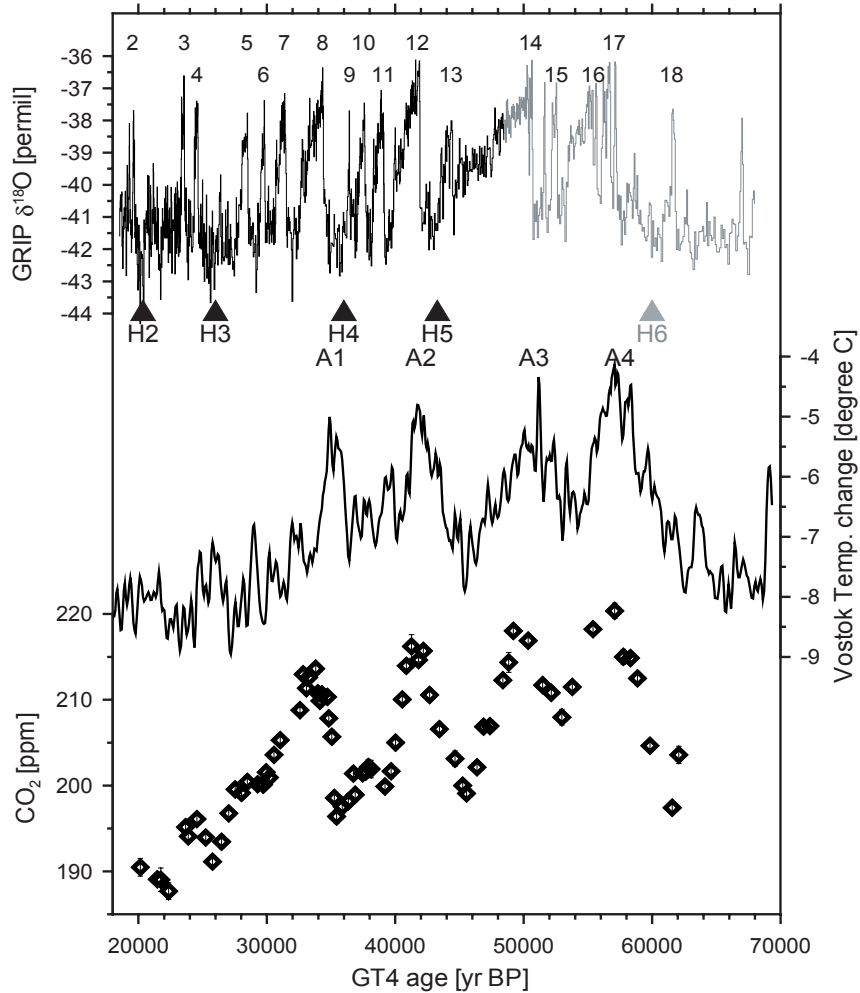 2 3 5 7 8 10 12 14 17
4 6 9 11 13 15 16 18
-36
-37
-38
-39
-40
-41
-42
-43
-44
GRIP δ¹⁸O [permil]
H2 H3 H4 H5 H6
A1 A2 A3 A4
-4
-5
-6
-7
-8
-9
Vostok Temp. change [degree C]
220
210
200
190
CO₂ [ppm]
20000 30000 40000 50000 60000 70000
GT4 age [yr BP]